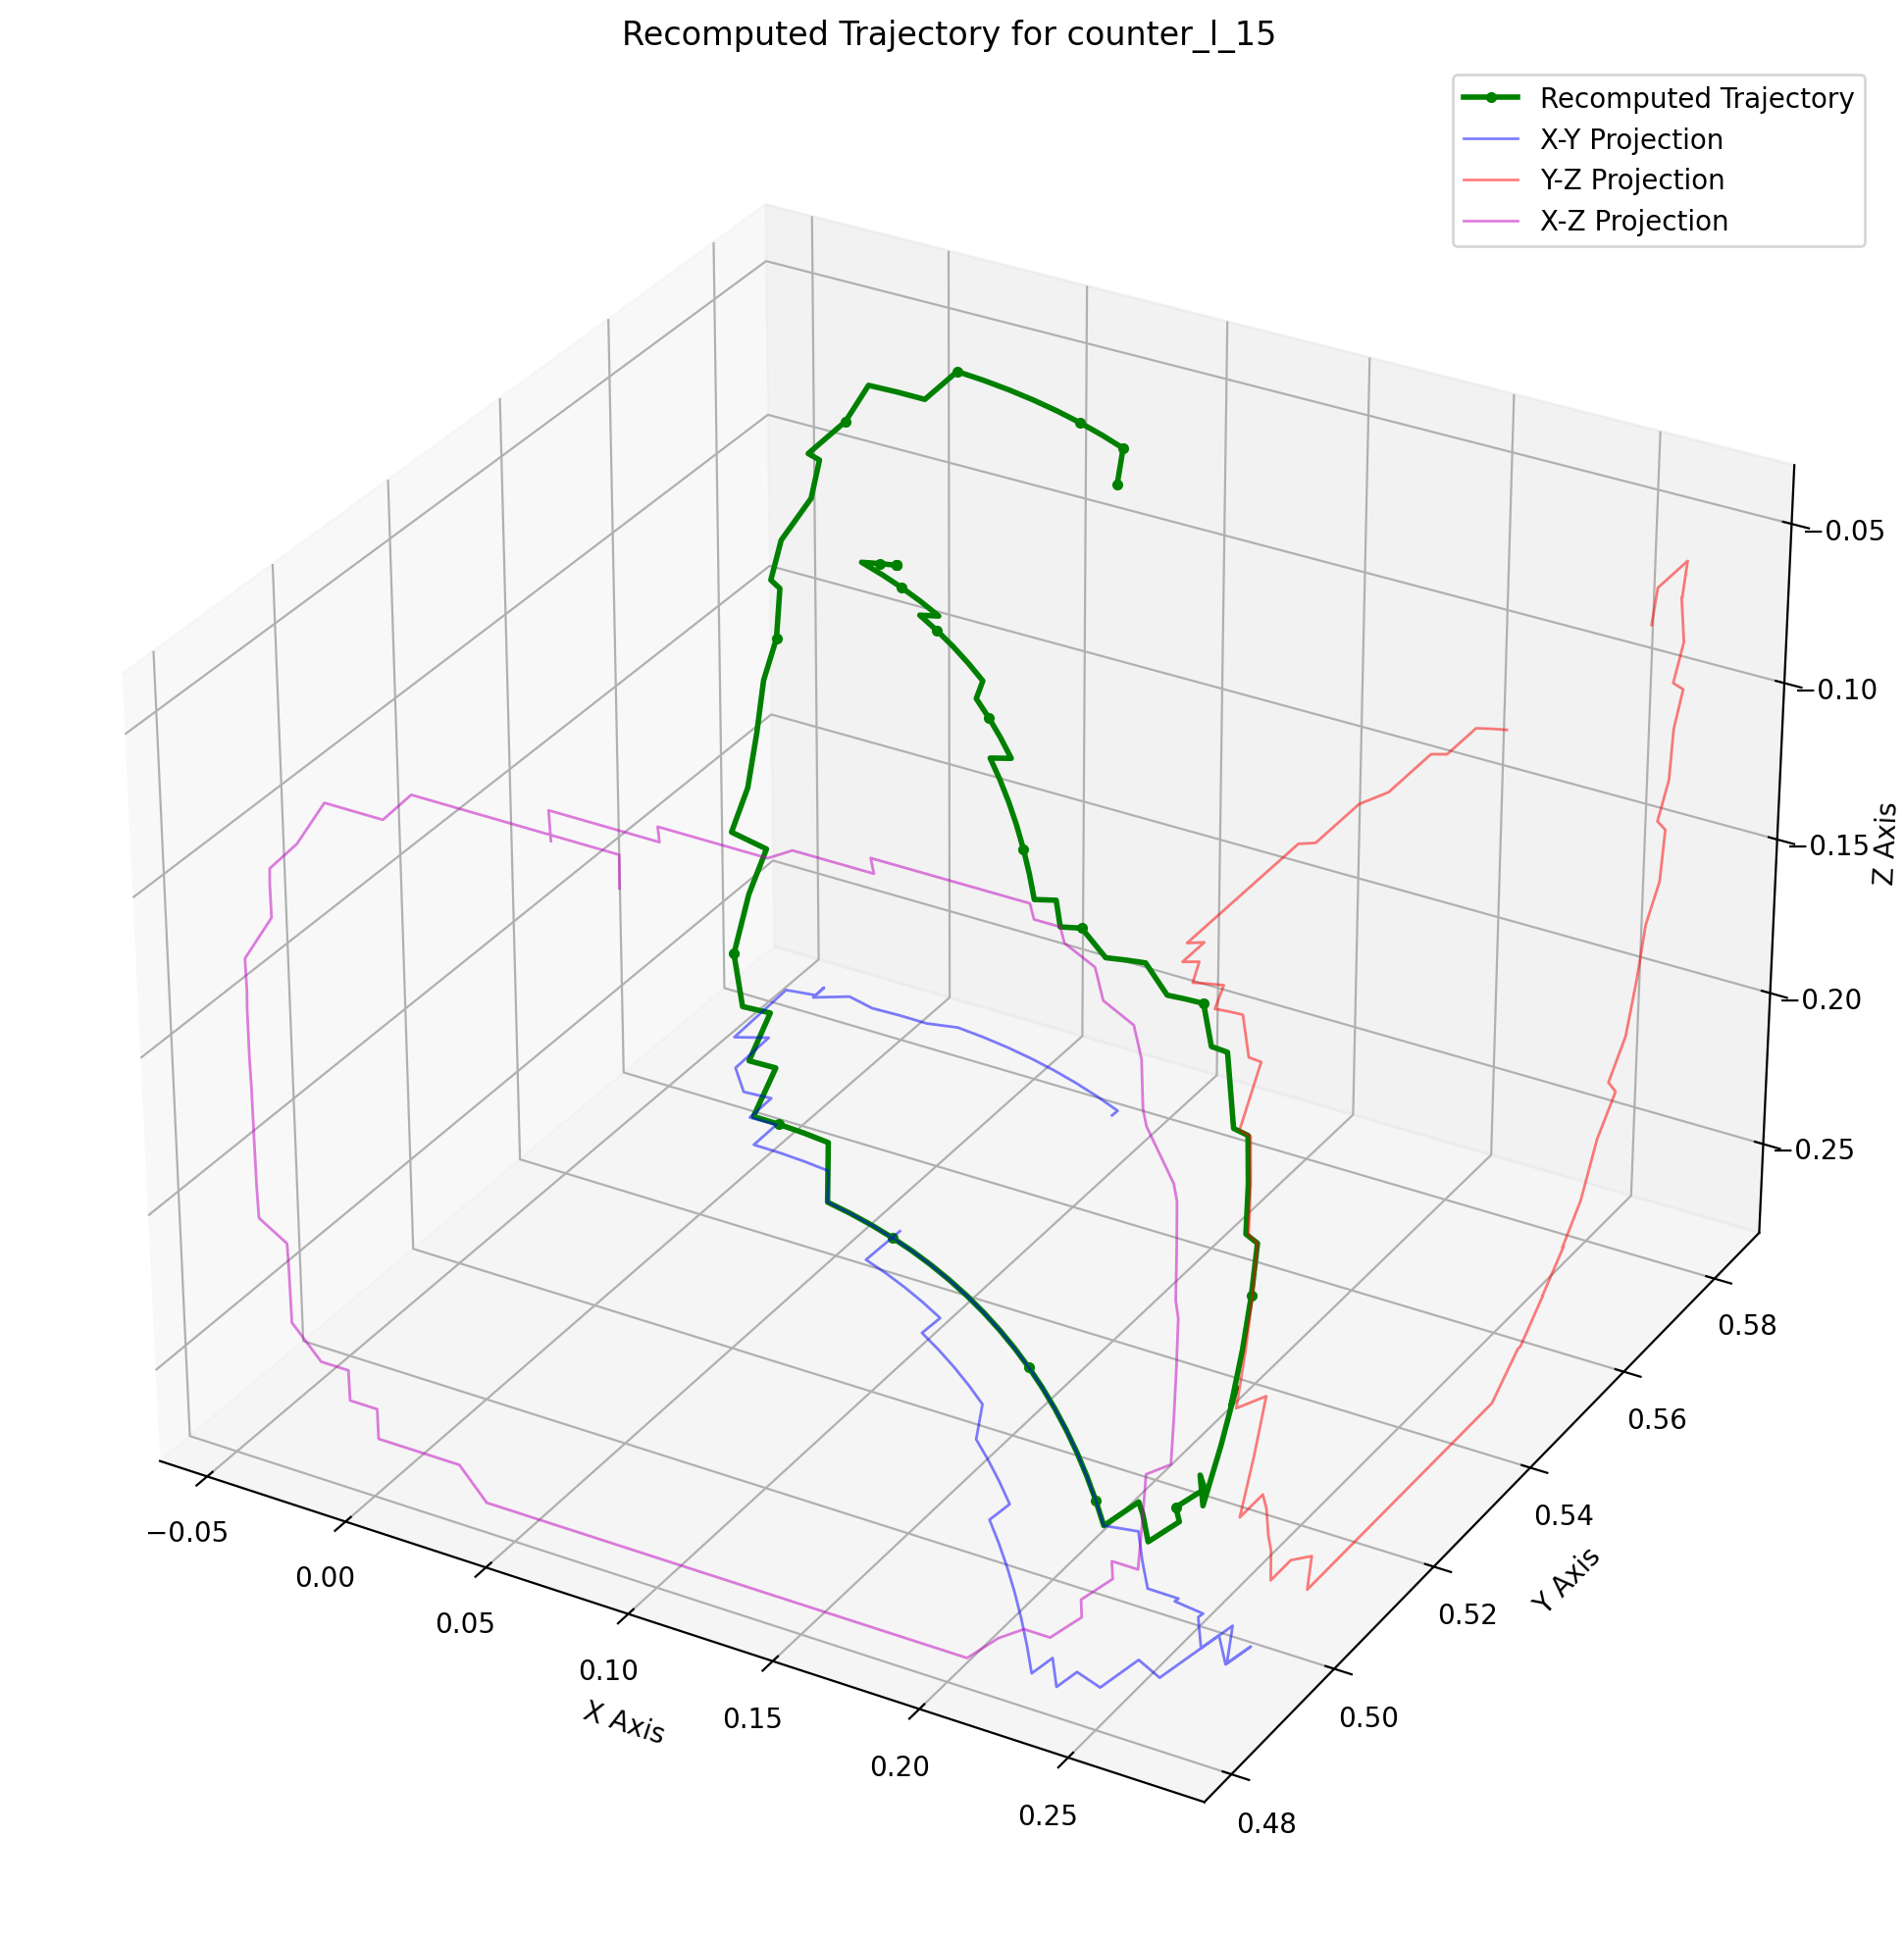 Recomputed Trajectory for counter_l_15
Recomputed Trajectory
X-Y Projection
Y-Z Projection
X-Z Projection
−0.05
−0.10
−0.15
−0.20
−0.25
Z Axis
0.58
0.56
0.54
0.52
0.50
0.48
Y Axis
−0.05
0.00
0.05
0.10
0.15
0.20
0.25
X Axis